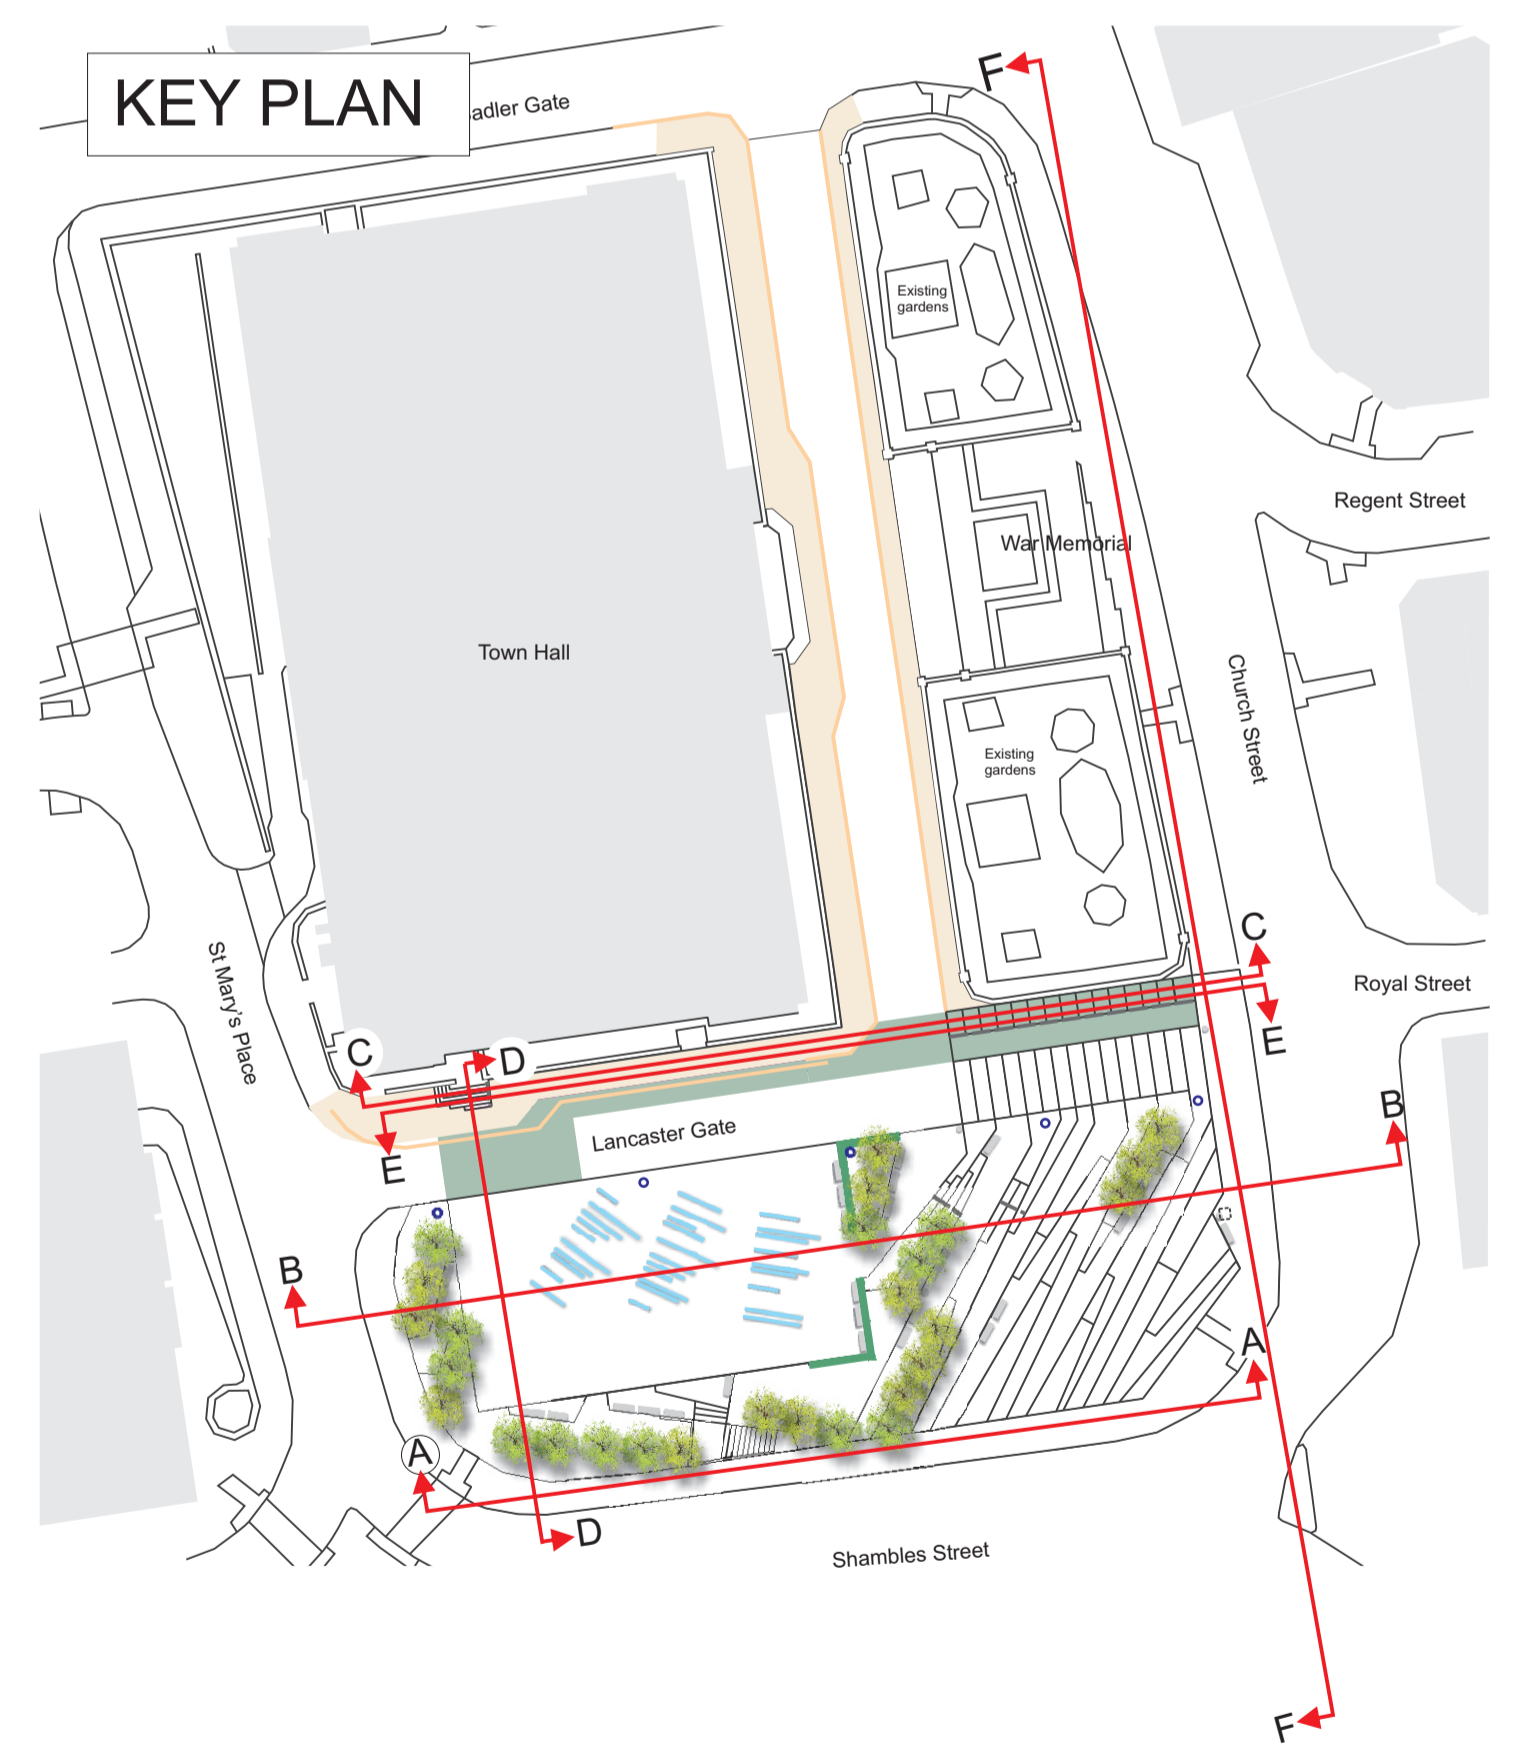 KEY PLAN
adler Gate
F
Existing
gardens
Regent Street
War Memorial
Town Hall
Church Street
Existing
gardens
C
Royal Street
St Mary's Place
E
C
D
B
Lancaster Gate
E
B
A
A
D
Shambles Street
F